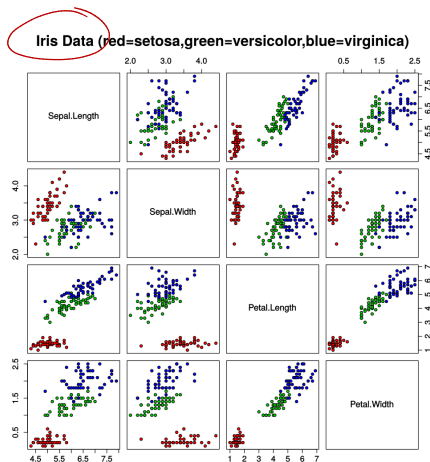 Iris Data (red=setosa,green=versicolor,blue=virginica)
2.0 3.0 4.0 0.5 1.5 2.5
Sepal.Length
4.5 5.5 6.5 7.5
2.0 3.0 4.0
Sepal.Width
Petal.Length
1 2 3 4 5 6 7
0.5 1.5 2.5
Petal.Width
4.5 5.5 6.5 7.5 1 2 3 4 5 6 7